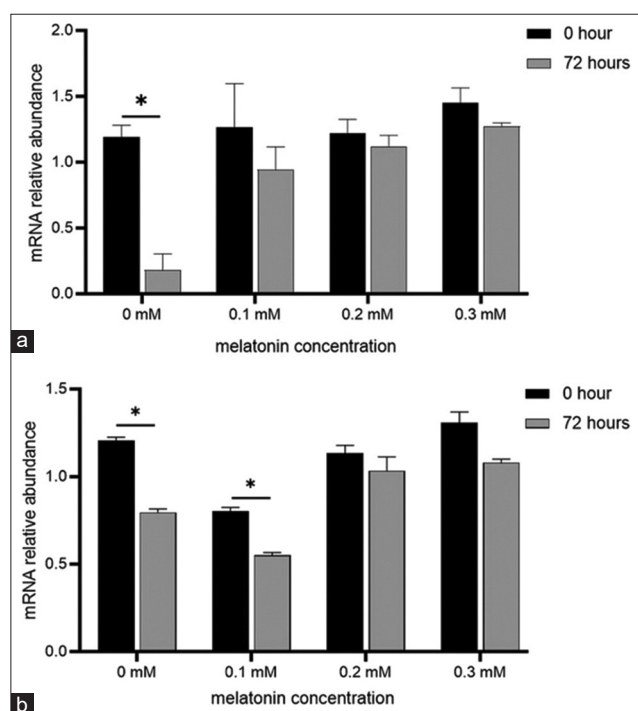 2.0
1.5
1.0
0.5
0.0
mRNA relative abundance
*
0 hour
72 hours
0 mM
0.1 mM
0.2 mM
0.3 mM
melatonin concentration
a
1.5
1.0
0.5
0.0
mRNA relative abundance
*
*
0 hour
72 hours
0 mM
0.1 mM
0.2 mM
0.3 mM
melatonin concentration
b